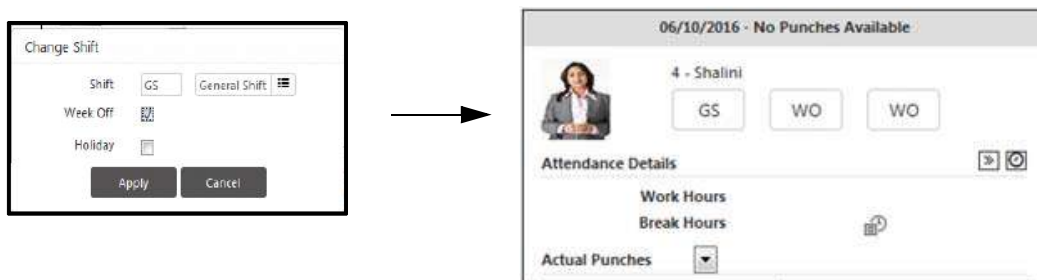 Change Shift
Shift GS General Shift
Week Off
Holiday
Apply Cancel
06/10/2016 - No Punches Available
4 - Shalini
GS WO WO
Attendance Details
Work Hours
Break Hours
Actual Punches